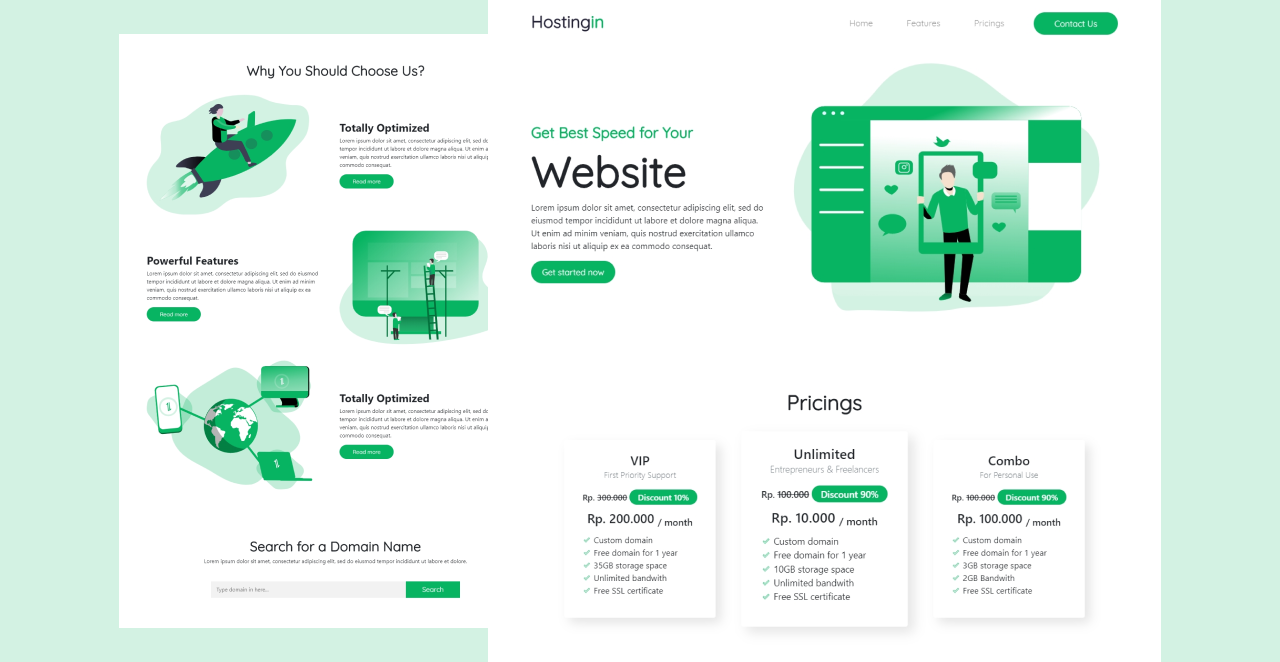 Why You Should Choose Us?
Totally Optimized
Lorem ipsum dolor sit amet, consectetur adipiscing elit, sed do
tempor incididunt ut labore et dolore magna aliqua. Ut enim a
veniam, quis nostrud exercitation ullamco laboris nisi ut aliquip
commodo consequat.
Read more
Powerful Features
Lorem ipsum dolor sit amet, consectetur adipiscing elit, sed do eiusmod
tempor incididunt ut labore et dolore magna aliqua. Ut enim ad minim
veniam, quis nostrud exercitation ullamco laboris nisi ut aliquip ex ea
commodo consequat.
Read more
Totally Optimized
Lorem ipsum dolor sit amet, consectetur adipiscing elit, sed do
tempor incididunt ut labore et dolore magna aliqua. Ut enim a
veniam, quis nostrud exercitation ullamco laboris nisi ut aliquip
commodo consequat.
Read more
Search for a Domain Name
Lorem ipsum dolor sit amet, consectetur adipiscing elit, sed do eiusmod tempor incididunt ut labore et dolore.
Type domain in here..
Search
Hostingin
Home Features Pricings Contact Us
Get Best Speed for Your
Website
Lorem ipsum dolor sit amet, consectetur adipiscing elit, sed do
eiusmod tempor incididunt ut labore et dolore magna aliqua.
Ut enim ad minim veniam, quis nostrud exercitation ullamco
laboris nisi ut aliquip ex ea commodo consequat.
Get started now
Pricings
VIP
First Priority Support
Rp. 300.000 Discount 10%
Rp. 200.000 / month
Custom domain
Free domain for 1 year
35GB storage space
Unlimited bandwith
Free SSL certificate
Unlimited
Entrepreneurs & Freelancers
Rp. 100.000 Discount 90%
Rp. 10.000 / month
Custom domain
Free domain for 1 year
10GB storage space
Unlimited bandwith
Free SSL certificate
Combo
For Personal Use
Rp. 100.000 Discount 90%
Rp. 100.000 / month
Custom domain
Free domain for 1 year
3GB storage space
2GB Bandwith
Free SSL certificate